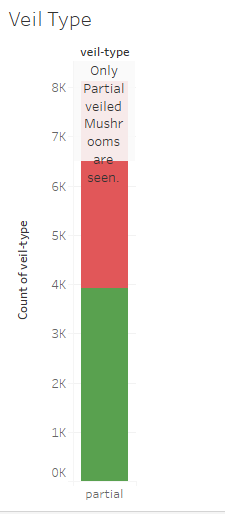 Veil Type
veil-type
Only
Partial
veiled
Mushr
ooms
are
seen.
8K
7K
6K
5K
4K
3K
2K
1K
0K
Count of veil-type
partial